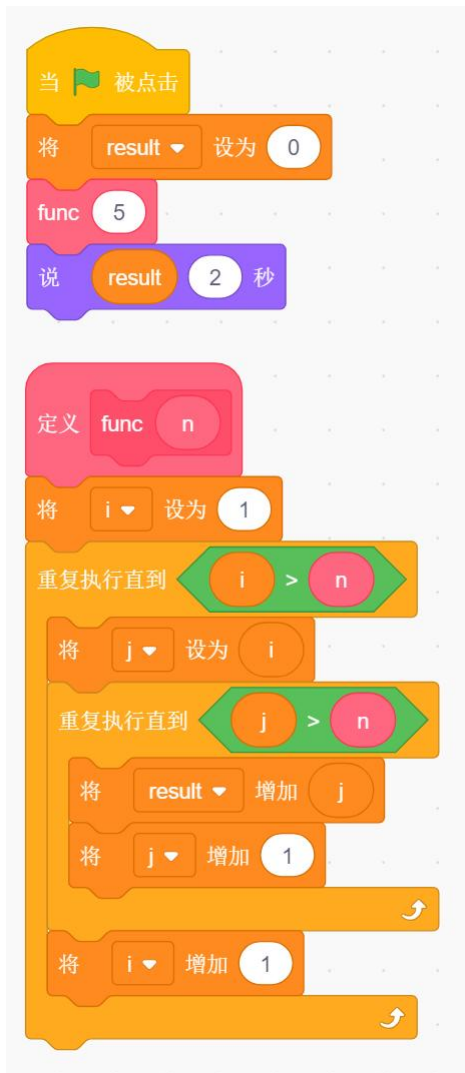 当 被点击
将 result 设为 0
func 5
说 result 2 秒
定义 func n
将 i 设为 1
重复执行直到 i > n
将 j 设为 i
重复执行直到 j > n
将 result 增加 j
将 j 增加 1
将 i 增加 1